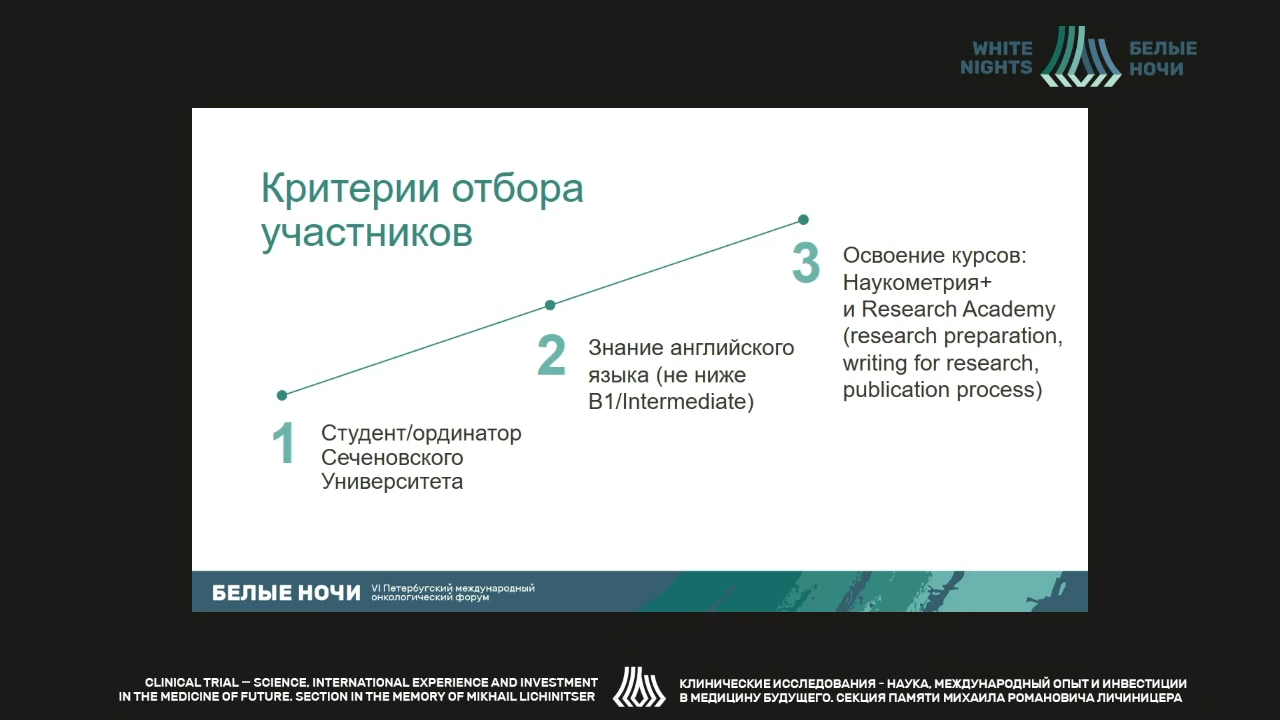 WHITE
NIGHTS
БЕЛЫЕ
НОЧИ
Критерии отбора
участников
1
Студент/ординатор
Сеченовского
Университета
2
Знание английского
языка (не ниже
B1/Intermediate)
3
Освоение курсов:
Наукометрия+
и Research Academy
(research preparation,
writing for research,
publication process)
БЕЛЫЕ НОЧИ
VI Петербургский международный
онкологический форум
CLINICAL TRIAL – SCIENCE, INTERNATIONAL EXPERIENCE AND INVESTMENT
IN THE MEDICINE OF FUTURE. SECTION IN THE MEMORY OF MIKHAIL LICHINITSER
КЛИНИЧЕСКИЕ ИССЛЕДОВАНИЯ - НАУКА, МЕЖДУНАРОДНЫЙ ОПЫТ И ИНВЕСТИЦИИ
В МЕДИЦИНУ БУДУЩЕГО. СЕКЦИЯ ПАМЯТИ МИХАИЛА РОМАНОВИЧА ЛИЧИНИЦЕРА